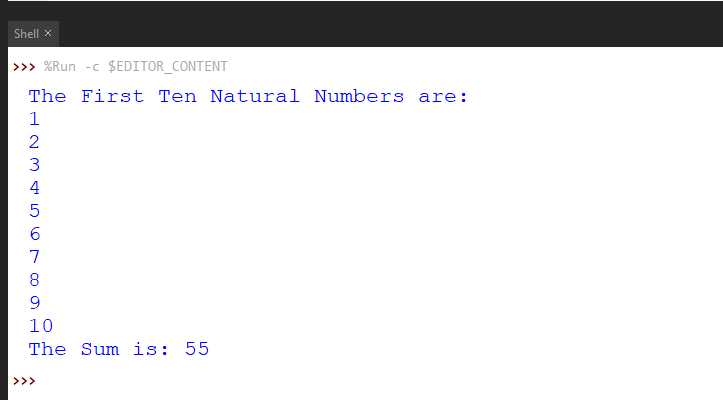 Shell ×
>>> %Run -c $EDITOR_CONTENT
The First Ten Natural Numbers are:
1
2
3
4
5
6
7
8
9
10
The Sum is: 55
>>>